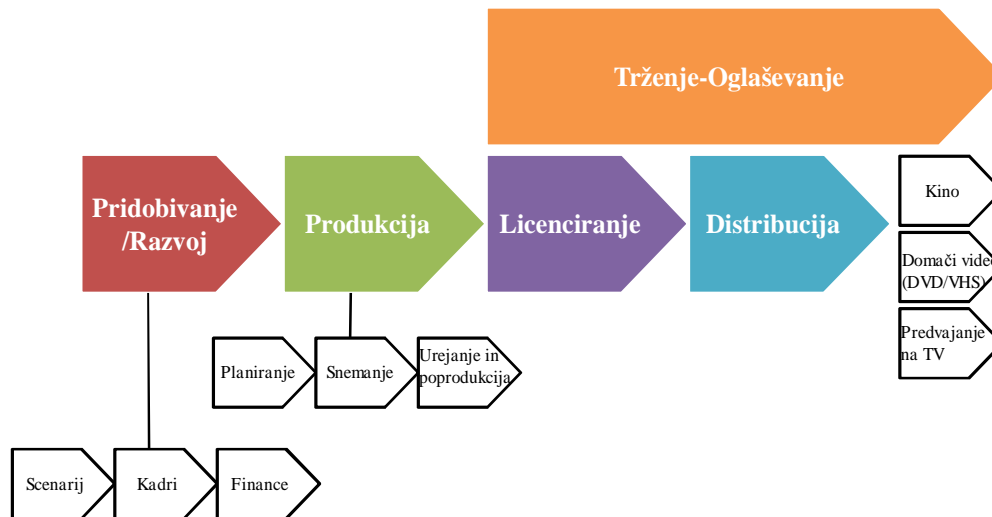 Trženje-Oglaševanje
Pridobivanje
/Razvoj
Produkcija
Licenciranje
Distribucija
Kino
Domači video
(DVD/VHS)
Predvajanje
na TV
Planiranje
Snemanje
Urejanje in
poprodukcija
Scenarij
Kadri
Finance